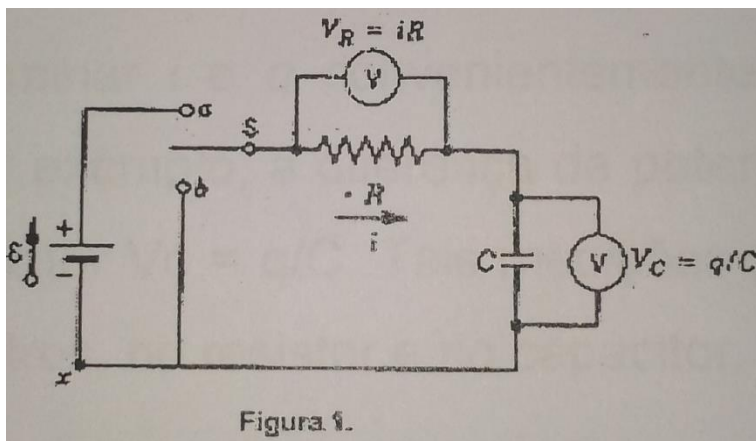 V_R = iR
V
a
S
b
R
i
+
ε
-
C
V
V_C = q/C
x
Figura 1.